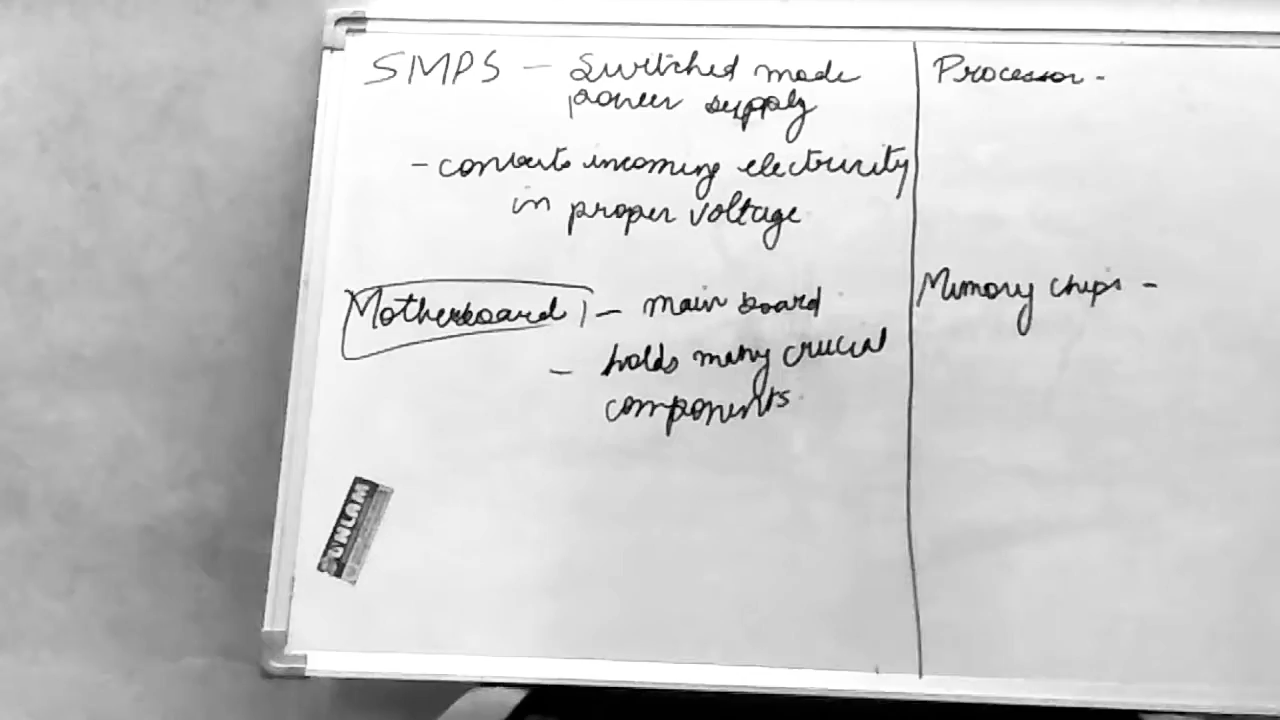 SMPS - Switched mode
power supply
- converts incoming electricity
in proper voltage
Motherboard - main board
- holds many crucial
components
SUNLAM
Processor -
Memory chips -